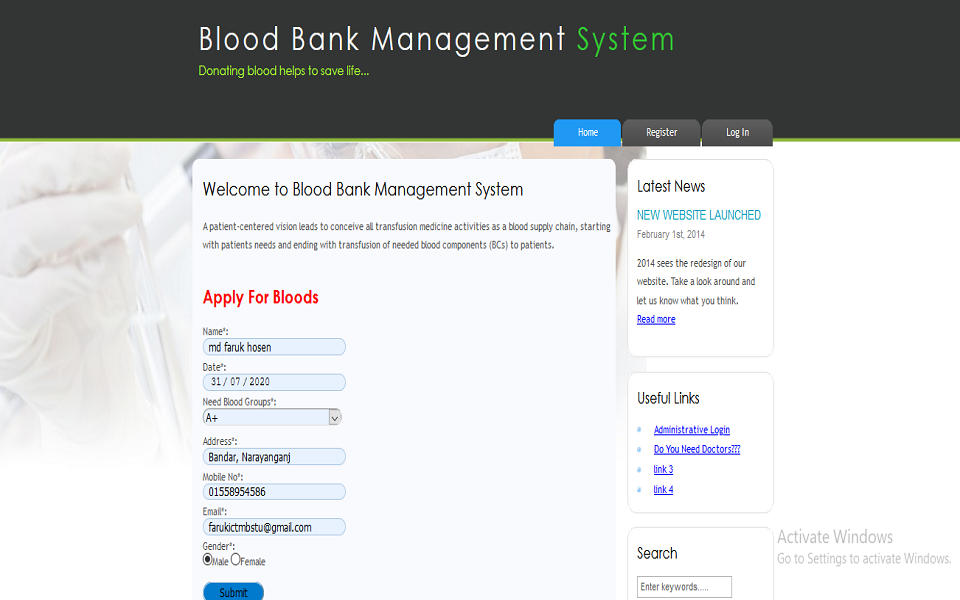 Blood Bank Management System
Donating blood helps to save life...
Home
Register
Log In
Welcome to Blood Bank Management System
A patient-centered vision leads to conceive all transfusion medicine activities as a blood supply chain, starting
with patients needs and ending with transfusion of needed blood components (BCs) to patients.
Apply For Bloods
Name*:
md faruk hosen
Date*:
31 / 07 / 2020
Need Blood Groups*:
A+
Address*:
Bandar, Narayanganj
Mobile No*:
01558954586
Email*:
farukictmbstu@gmail.com
Gender*:
Male Female
Submit
Latest News
NEW WEBSITE LAUNCHED
February 1st, 2014
2014 sees the redesign of our
website. Take a look around and
let us know what you think.
Read more
Useful Links
Administrative Login
Do You Need Doctors???
link 3
link 4
Search
Enter keywords.....
Activate Windows
Go to Settings to activate Windows.